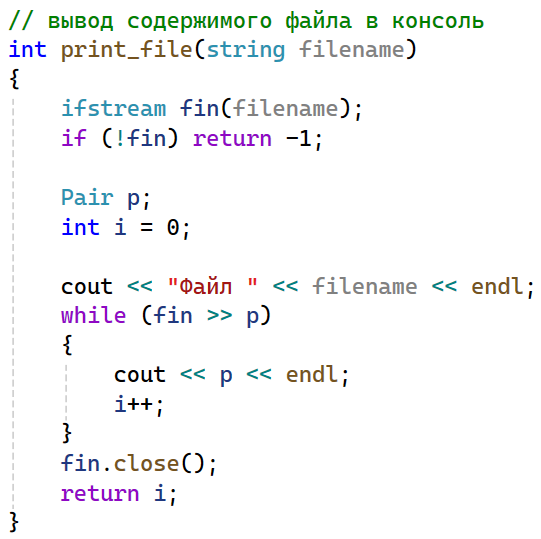 // вывод содержимого файла в консоль
int print_file(string filename)
{
    ifstream fin(filename);
    if (!fin) return -1;

    Pair p;
    int i = 0;

    cout << "Файл " << filename << endl;
    while (fin >> p)
    {
        cout << p << endl;
        i++;
    }
    fin.close();
    return i;
}